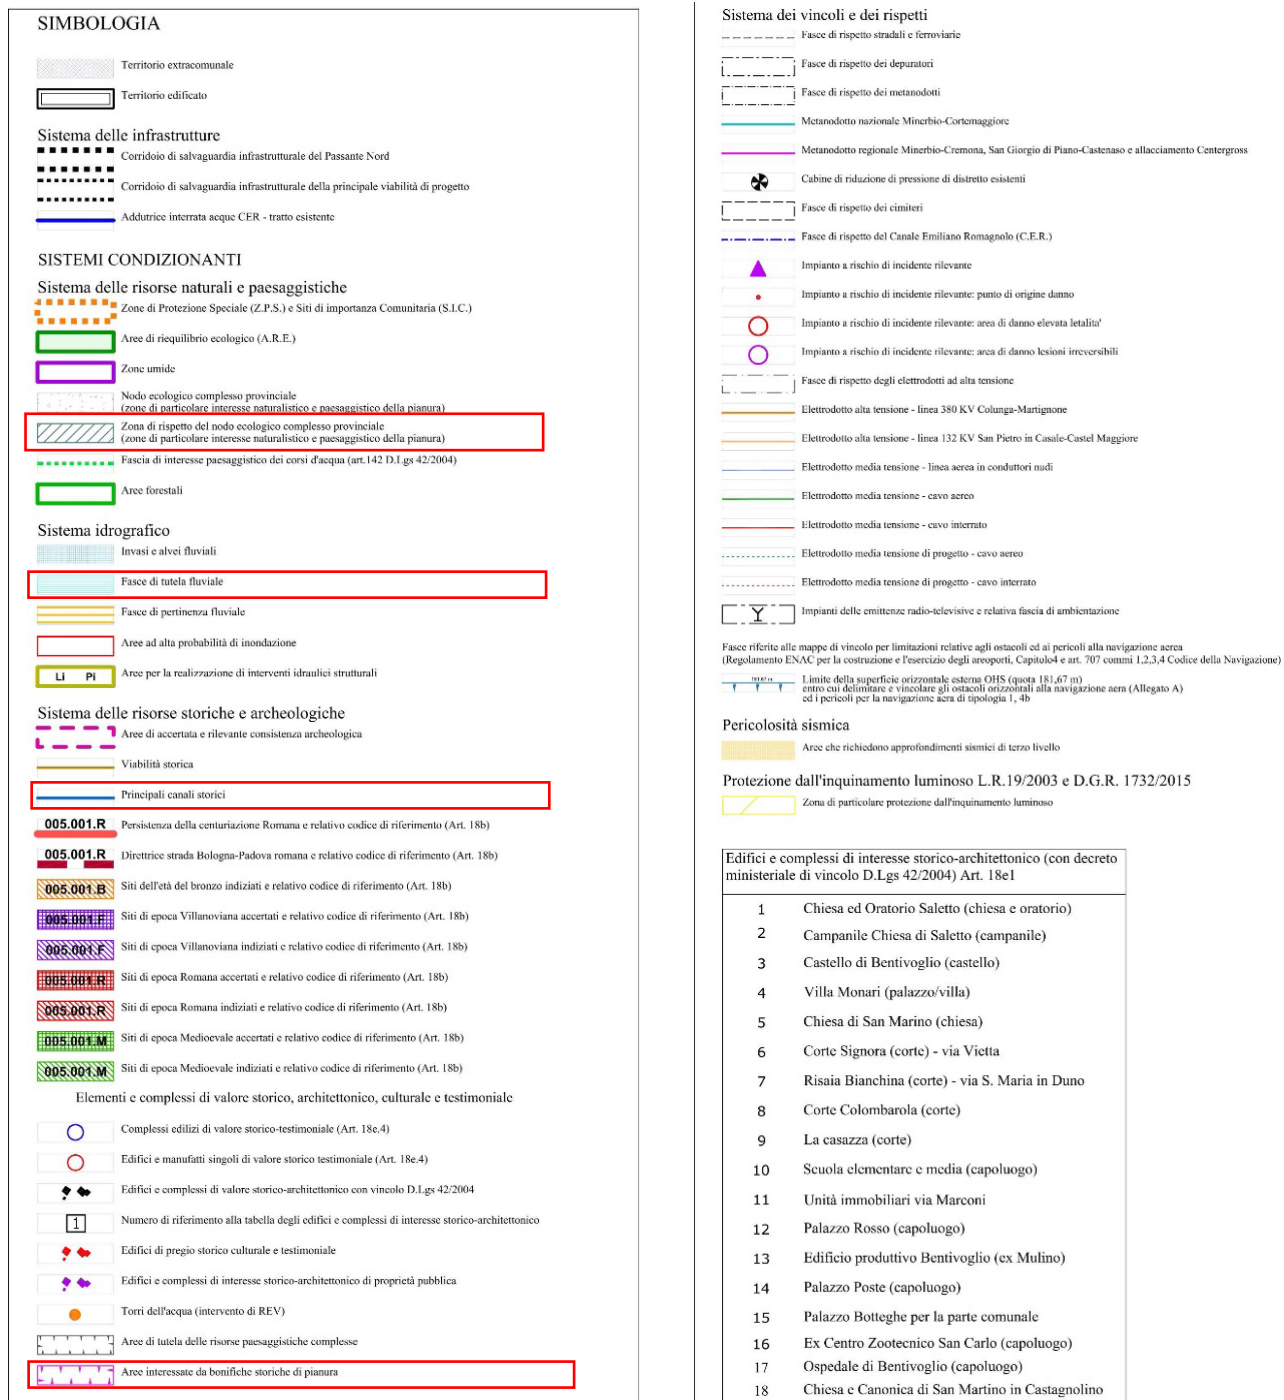 SIMBOLOGIA
Territorio extracomunale
Territorio edificato
Sistema delle infrastrutture
Corridoio di salvaguardia infrastrutturale del Passante Nord
Corridoio di salvaguardia infrastrutturale della principale viabilità di progetto
Adduttrice interrata acque CER - tratto esistente
SISTEMI CONDIZIONANTI
Sistema delle risorse naturali e paesaggistiche
Zone di Protezione Speciale (Z.P.S.) e Siti di importanza Comunitaria (S.I.C.)
Aree di riequilibrio ecologico (A.R.E.)
Zone umide
Nodo ecologico complesso provinciale
(zone di particolare interesse naturalistico e paesaggistico della pianura)
Zona di rispetto del nodo ecologico complesso provinciale
(zone di particolare interesse naturalistico e paesaggistico della pianura)
Fascia di interesse paesaggistico dei corsi d'acqua (art.142 D.Lgs 42/2004)
Aree forestali
Sistema idrografico
Invasi e alvei fluviali
Fasce di tutela fluviale
Fasce di pertinenza fluviale
Aree ad alta probabilità di inondazione
Li Pi Aree per la realizzazione di interventi idraulici strutturali
Sistema delle risorse storiche e archeologiche
Aree di accertata e rilevante consistenza archeologica
Viabilità storica
Principali canali storici
005.001.R Persistenza della centuriazione Romana e relativo codice di riferimento (Art. 18b)
005.001.R Direttrice strada Bologna-Padova romana e relativo codice di riferimento (Art. 18b)
005.001.B Siti dell'età del bronzo indiziati e relativo codice di riferimento (Art. 18b)
005.001.F Siti di epoca Villanoviana accertati e relativo codice di riferimento (Art. 18b)
005.001.F Siti di epoca Villanoviana indiziati e relativo codice di riferimento (Art. 18b)
005.001.R Siti di epoca Romana accertati e relativo codice di riferimento (Art. 18b)
005.001.R Siti di epoca Romana indiziati e relativo codice di riferimento (Art. 18b)
005.001.M Siti di epoca Medioevale accertati e relativo codice di riferimento (Art. 18b)
005.001.M Siti di epoca Medioevale indiziati e relativo codice di riferimento (Art. 18b)
Elementi e complessi di valore storico, architettonico, culturale e testimoniale
Complessi edilizi di valore storico-testimoniale (Art. 18e.4)
Edifici e manufatti singoli di valore storico testimoniale (Art. 18e.4)
Edifici e complessi di valore storico-architettonico con vincolo D.Lgs 42/2004
1 Numero di riferimento alla tabella degli edifici e complessi di interesse storico-architettonico
Edifici di pregio storico culturale e testimoniale
Edifici e complessi di interesse storico-architettonico di proprietà pubblica
Torri dell'acqua (intervento di REV)
Aree di tutela delle risorse paesaggistiche complesse
Aree interessate da bonifiche storiche di pianura
Sistema dei vincoli e dei rispetti
Fasce di rispetto stradali e ferroviarie
Fasce di rispetto dei depuratori
Fasce di rispetto dei metanodotti
Metanodotto nazionale Minerbio-Cortemaggiore
Metanodotto regionale Minerbio-Cremona, San Giorgio di Piano-Castenaso e allacciamento Centergross
Cabine di riduzione di pressione di distretto esistenti
Fasce di rispetto dei cimiteri
Fasce di rispetto del Canale Emiliano Romagnolo (C.E.R.)
Impianto a rischio di incidente rilevante
Impianto a rischio di incidente rilevante: punto di origine danno
Impianto a rischio di incidente rilevante: area di danno elevata letalita'
Impianto a rischio di incidente rilevante: area di danno lesioni irreversibili
Fasce di rispetto degli elettrodotti ad alta tensione
Elettrodotto alta tensione - linea 380 KV Colunga-Martignone
Elettrodotto alta tensione - linea 132 KV San Pietro in Casale-Castel Maggiore
Elettrodotto media tensione - linea aerea in conduttori nudi
Elettrodotto media tensione - cavo aereo
Elettrodotto media tensione - cavo interrato
Elettrodotto media tensione di progetto - cavo aereo
Elettrodotto media tensione di progetto - cavo interrato
Impianti delle emittenze radio-televisive e relativa fascia di ambientazione
Fasce riferite alle mappe di vincolo per limitazioni relative agli ostacoli ed ai pericoli alla navigazione aerea
(Regolamento ENAC per la costruzione e l'esercizio degli areoporti, Capitolo4 e art. 707 commi 1,2,3,4 Codice della Navigazione)
181,67 m Limite della superficie orizzontale esterna OHS (quota 181,67 m)
entro cui delimitare e vincolare gli ostacoli orizzontali alla navigazione aera (Allegato A)
ed i pericoli per la navigazione aera di tipologia 1, 4b
Pericolosità sismica
Aree che richiedono approfondimenti sismici di terzo livello
Protezione dall'inquinamento luminoso L.R.19/2003 e D.G.R. 1732/2015
Zona di particolare protezione dall'inquinamento luminoso
Edifici e complessi di interesse storico-architettonico (con decreto
ministeriale di vincolo D.Lgs 42/2004) Art. 18e1
1 Chiesa ed Oratorio Saletto (chiesa e oratorio)
2 Campanile Chiesa di Saletto (campanile)
3 Castello di Bentivoglio (castello)
4 Villa Monari (palazzo/villa)
5 Chiesa di San Marino (chiesa)
6 Corte Signora (corte) - via Vietta
7 Risaia Bianchina (corte) - via S. Maria in Duno
8 Corte Colombarola (corte)
9 La casazza (corte)
10 Scuola elementare e media (capoluogo)
11 Unità immobiliari via Marconi
12 Palazzo Rosso (capoluogo)
13 Edificio produttivo Bentivoglio (ex Mulino)
14 Palazzo Poste (capoluogo)
15 Palazzo Botteghe per la parte comunale
16 Ex Centro Zootecnico San Carlo (capoluogo)
17 Ospedale di Bentivoglio (capoluogo)
18 Chiesa e Canonica di San Martino in Castagnolino